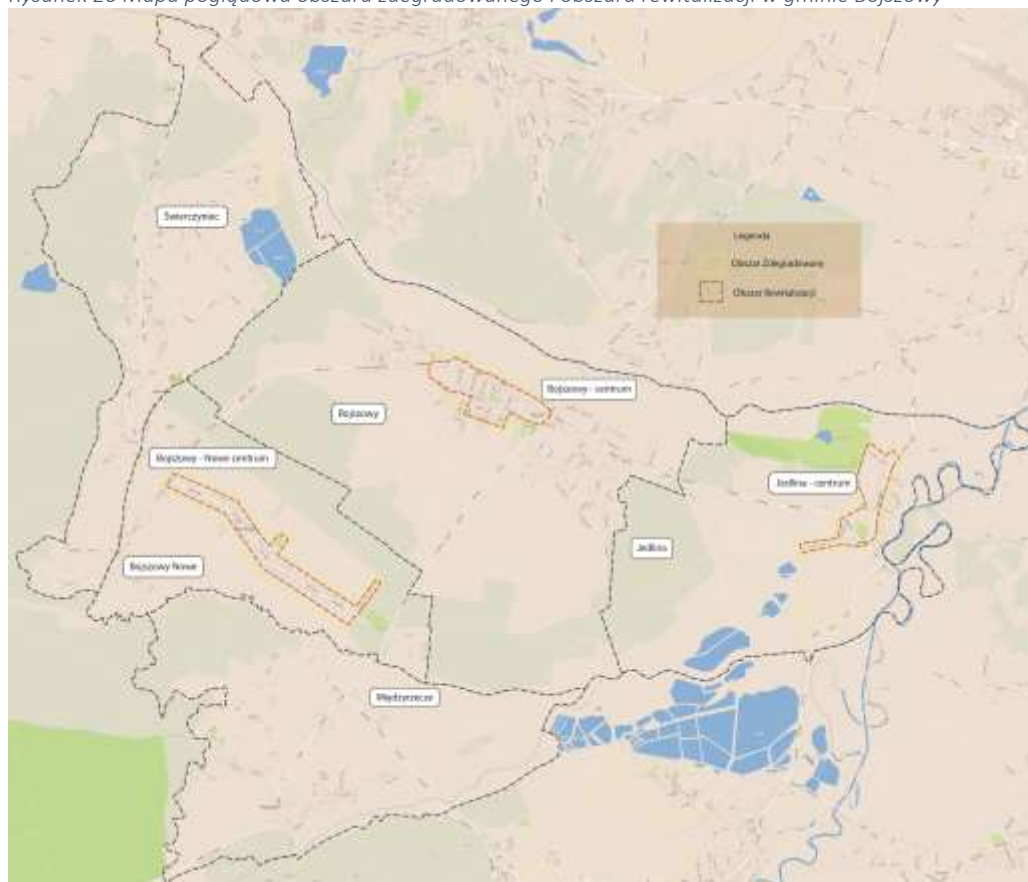 Rysunek 20 Mapa poglądowa obszaru zdegradowanego i obszaru rewitalizacji w gminie Bojszowy
Świerczyniec
Legenda
Obszar Zdegradowany
Obszar Rewitalizacji
Bojszowy - centrum
Bojszowy
Bojszowy - Nowe centrum
Jedlina - centrum
Jedlina
Bojszowy Nowe
Międzyrzecze